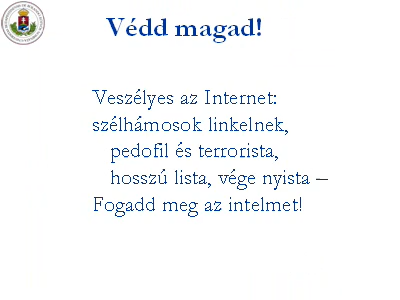 Védd magad!
Veszélyes az Internet:
szélhámosok linkelnek,
pedofil és terrorista,
hosszú lista, vége nyista –
Fogadd meg az intelmet!